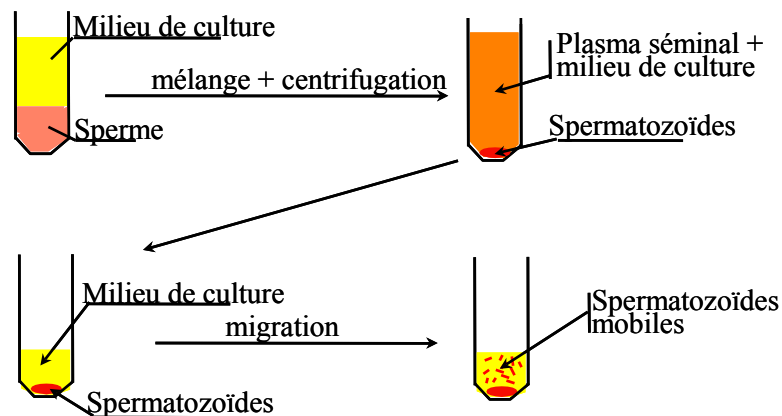 Milieu de culture
mélange + centrifugation
Sperme
Plasma séminal +
milieu de culture
Spermatozoïdes
Milieu de culture
migration
Spermatozoïdes
Spermatozoïdes
mobiles